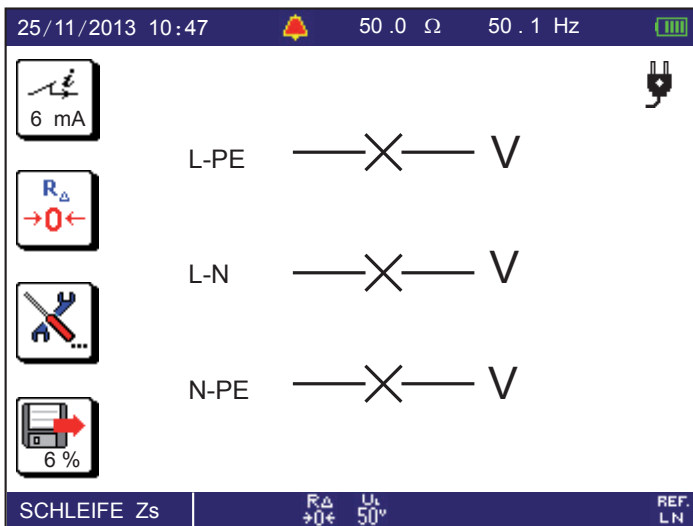 25/11/2013 10:47 50.0 Ω 50.1 Hz
i
6 mA
L-PE V
RΔ
→0←
L-N V
...
N-PE V
6 %
SCHLEIFE Zs RΔ →0← UL 50V REF. LN